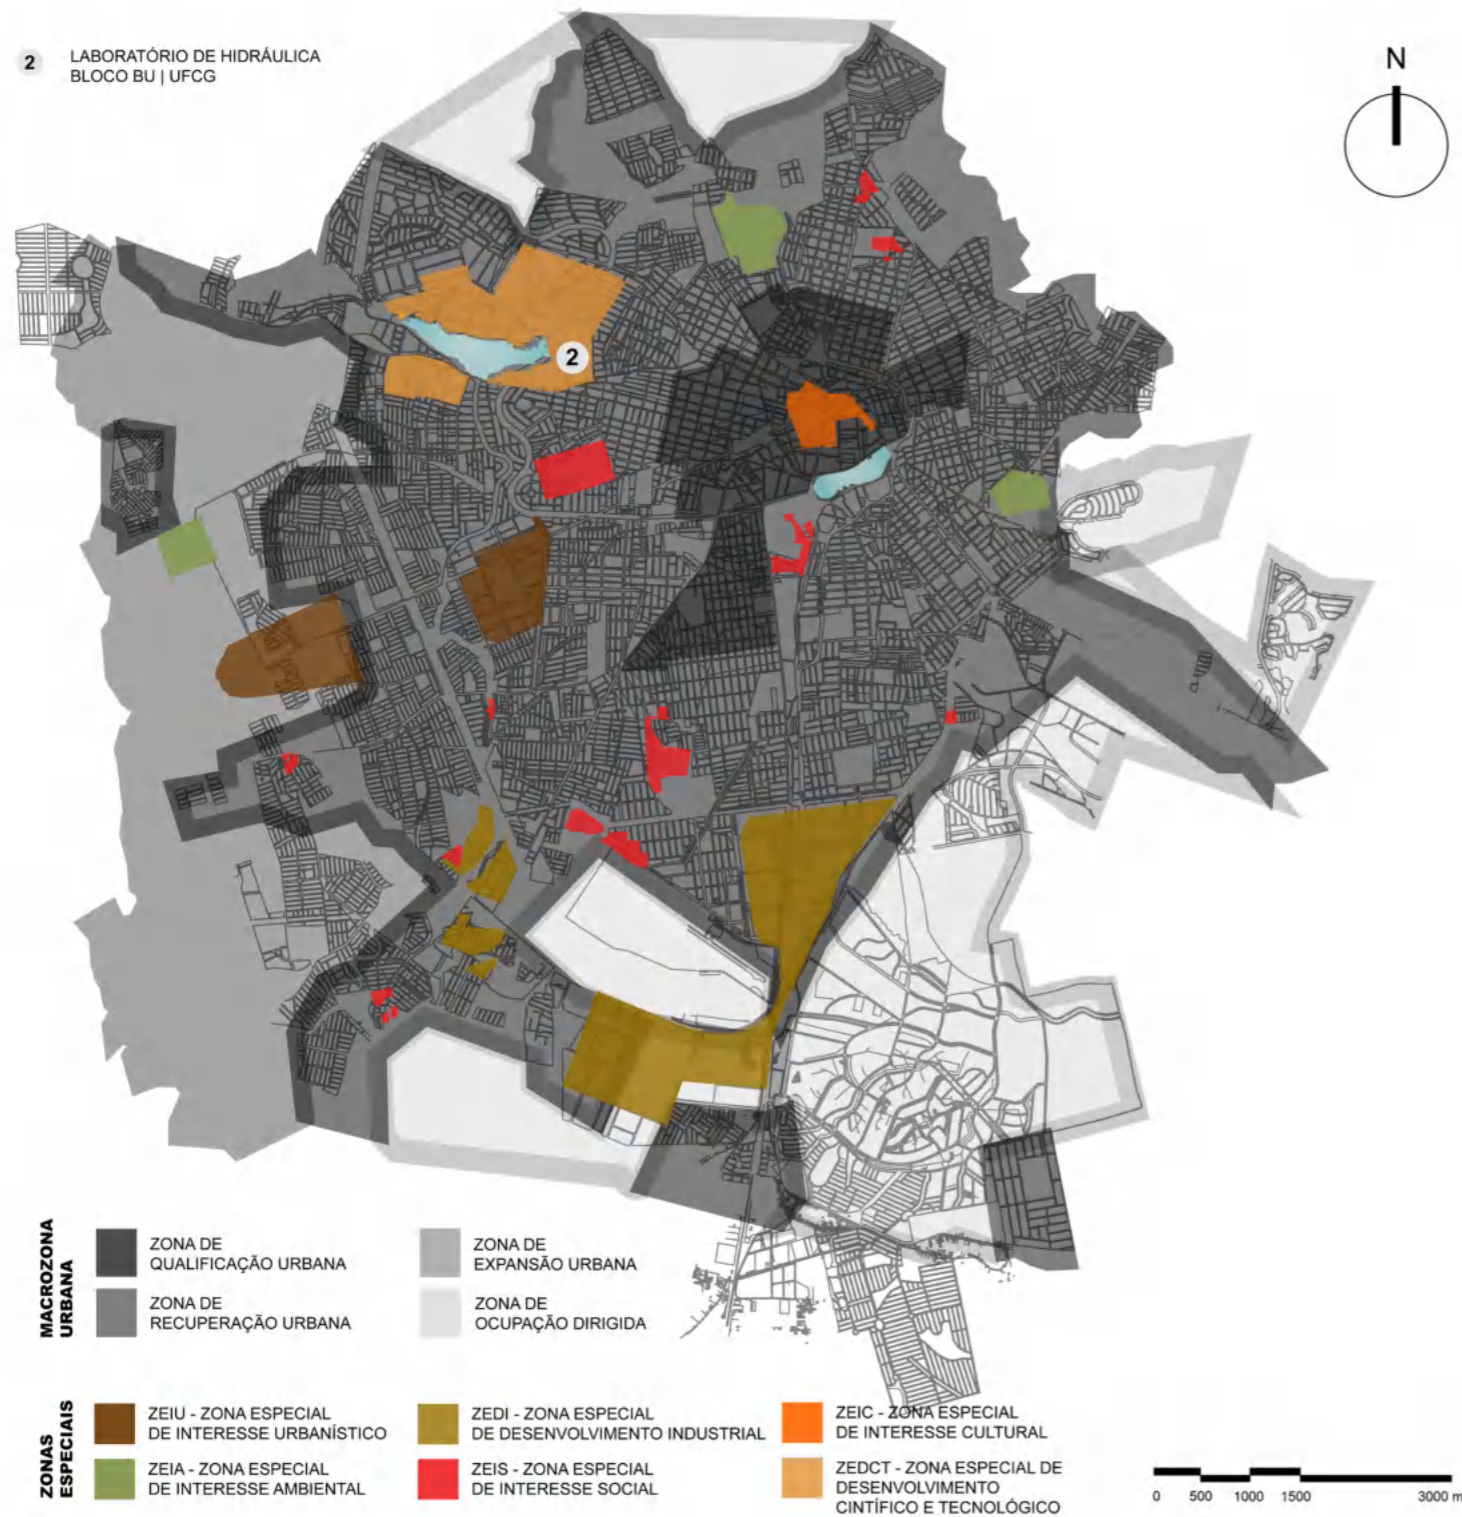 2
LABORATÓRIO DE HIDRÁULICA
BLOCO BU | UFCG
N
2
MACROZONA
URBANA
ZONA DE
QUALIFICAÇÃO URBANA
ZONA DE
EXPANSÃO URBANA
ZONA DE
RECUPERAÇÃO URBANA
ZONA DE
OCUPAÇÃO DIRIGIDA
ZONAS
ESPECIAIS
ZEIU - ZONA ESPECIAL
DE INTERESSE URBANÍSTICO
ZEDI - ZONA ESPECIAL
DE DESENVOLVIMENTO INDUSTRIAL
ZEIC - ZONA ESPECIAL
DE INTERESSE CULTURAL
ZEIA - ZONA ESPECIAL
DE INTERESSE AMBIENTAL
ZEIS - ZONA ESPECIAL
DE INTERESSE SOCIAL
ZEDCT - ZONA ESPECIAL DE
DESENVOLVIMENTO
CINTÍFICO E TECNOLÓGICO
0 500 1000 1500 3000 m